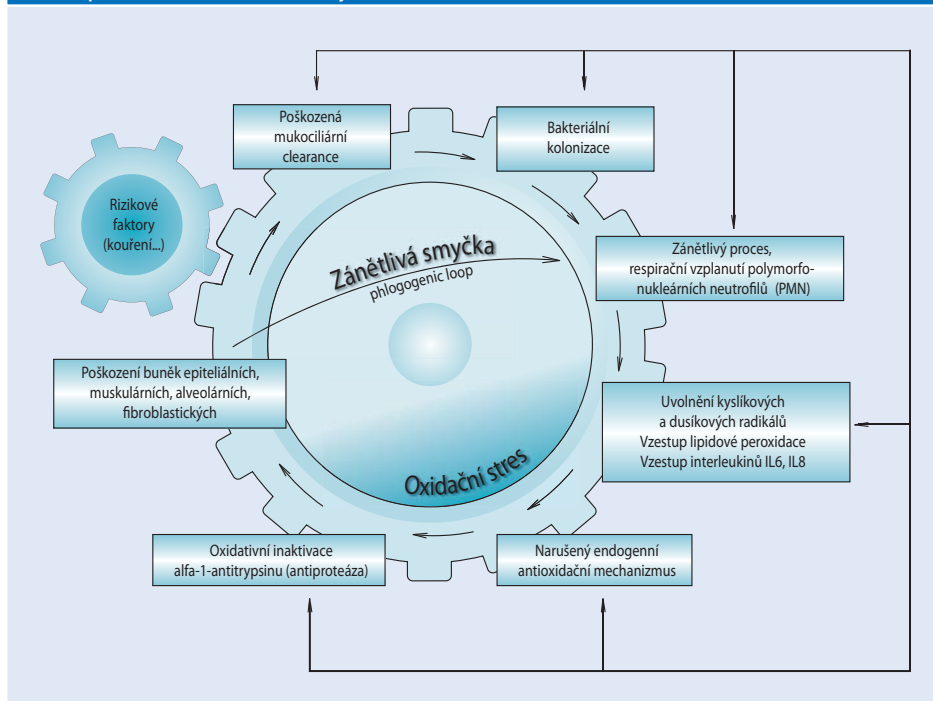 Poškozená
mukociliární
clearance
Bakteriální
kolonizace
Rizikové
faktory
(kouření...)
Zánětlivá smyčka
phlogogenic loop
Zánětlivý proces,
respirační vzplanutí polymorfo-
nukleárních neutrofilů (PMN)
Poškození buněk epiteliálních,
muskulárních, alveolárních,
fibroblastických
Uvolnění kyslíkových
a dusíkových radikálů
Vzestup lipidové peroxidace
Vzestup interleukinů IL6, IL8
Oxidační stres
Oxidativní inaktivace
alfa-1-antitrypsinu (antiproteáza)
Narušený endogenní
antioxidační mechanizmus